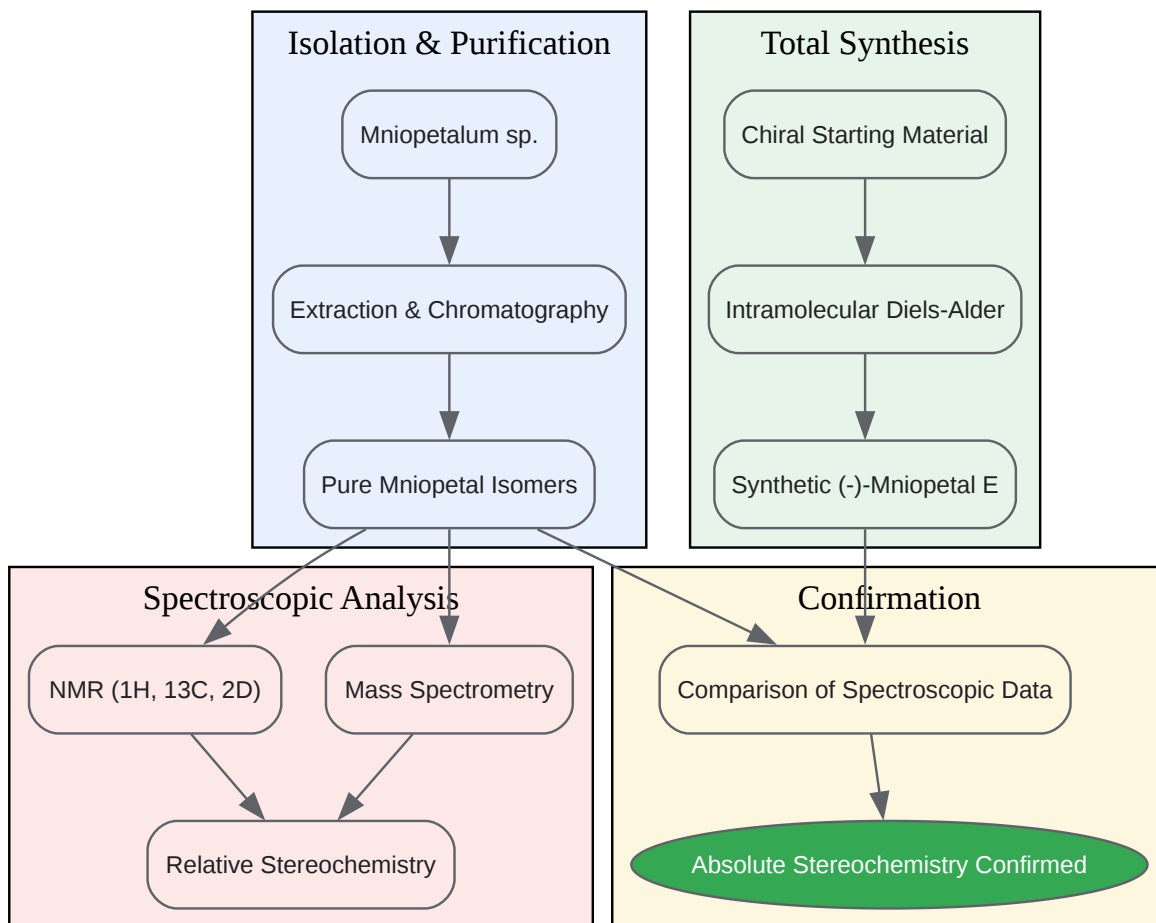 Isolation & Purification
Mniopetalum sp.
Extraction & Chromatography
Pure Mniopetal Isomers
Total Synthesis
Chiral Starting Material
Intramolecular Diels-Alder
Synthetic (-)-Mniopetal E
Spectroscopic Analysis
NMR (1H, 13C, 2D)
Mass Spectrometry
Relative Stereochemistry
Confirmation
Comparison of Spectroscopic Data
Absolute Stereochemistry Confirmed